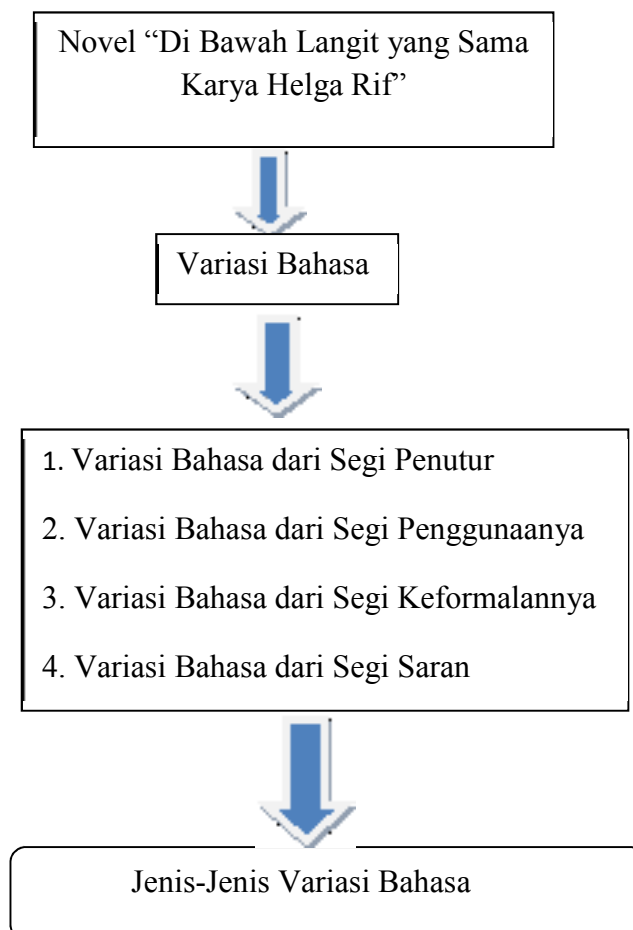 Novel “Di Bawah Langit yang Sama
Karya Helga Rif”
Variasi Bahasa
1. Variasi Bahasa dari Segi Penutur
2. Variasi Bahasa dari Segi Penggunaanya
3. Variasi Bahasa dari Segi Keformalannya
4. Variasi Bahasa dari Segi Saran
Jenis-Jenis Variasi Bahasa